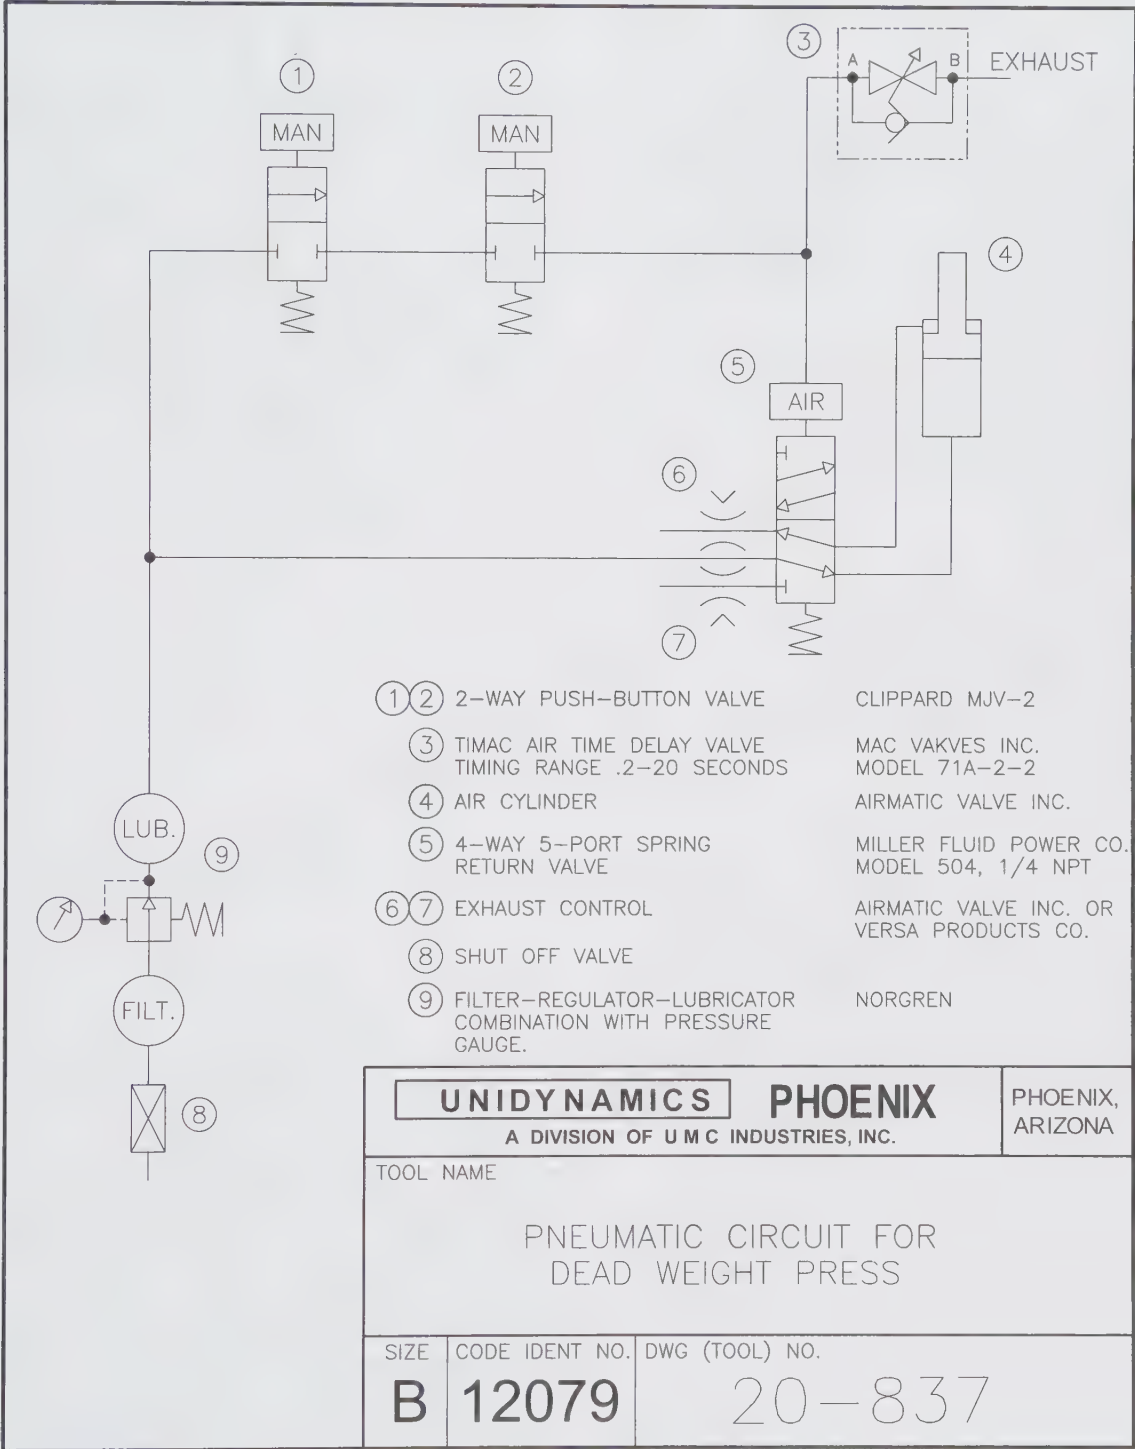 ① ② ③ A B EXHAUST
MAN MAN
④
⑤
AIR
⑥
⑦
①② 2-WAY PUSH-BUTTON VALVE CLIPPARD MJV-2
③ TIMAC AIR TIME DELAY VALVE MAC VAKVES INC.
TIMING RANGE .2-20 SECONDS MODEL 71A-2-2
④ AIR CYLINDER AIRMATIC VALVE INC.
⑤ 4-WAY 5-PORT SPRING MILLER FLUID POWER CO.
RETURN VALVE MODEL 504, 1/4 NPT
⑥⑦ EXHAUST CONTROL AIRMATIC VALVE INC. OR
VERSA PRODUCTS CO.
⑧ SHUT OFF VALVE
⑨ FILTER-REGULATOR-LUBRICATOR NORGREN
COMBINATION WITH PRESSURE
GAUGE.
LUB.
⑨
FILT.
⑧
UNIDYNAMICS PHOENIX
A DIVISION OF U M C INDUSTRIES, INC.
PHOENIX,
ARIZONA
TOOL NAME
PNEUMATIC CIRCUIT FOR
DEAD WEIGHT PRESS
SIZE CODE IDENT NO. DWG (TOOL) NO.
B 12079 20-837